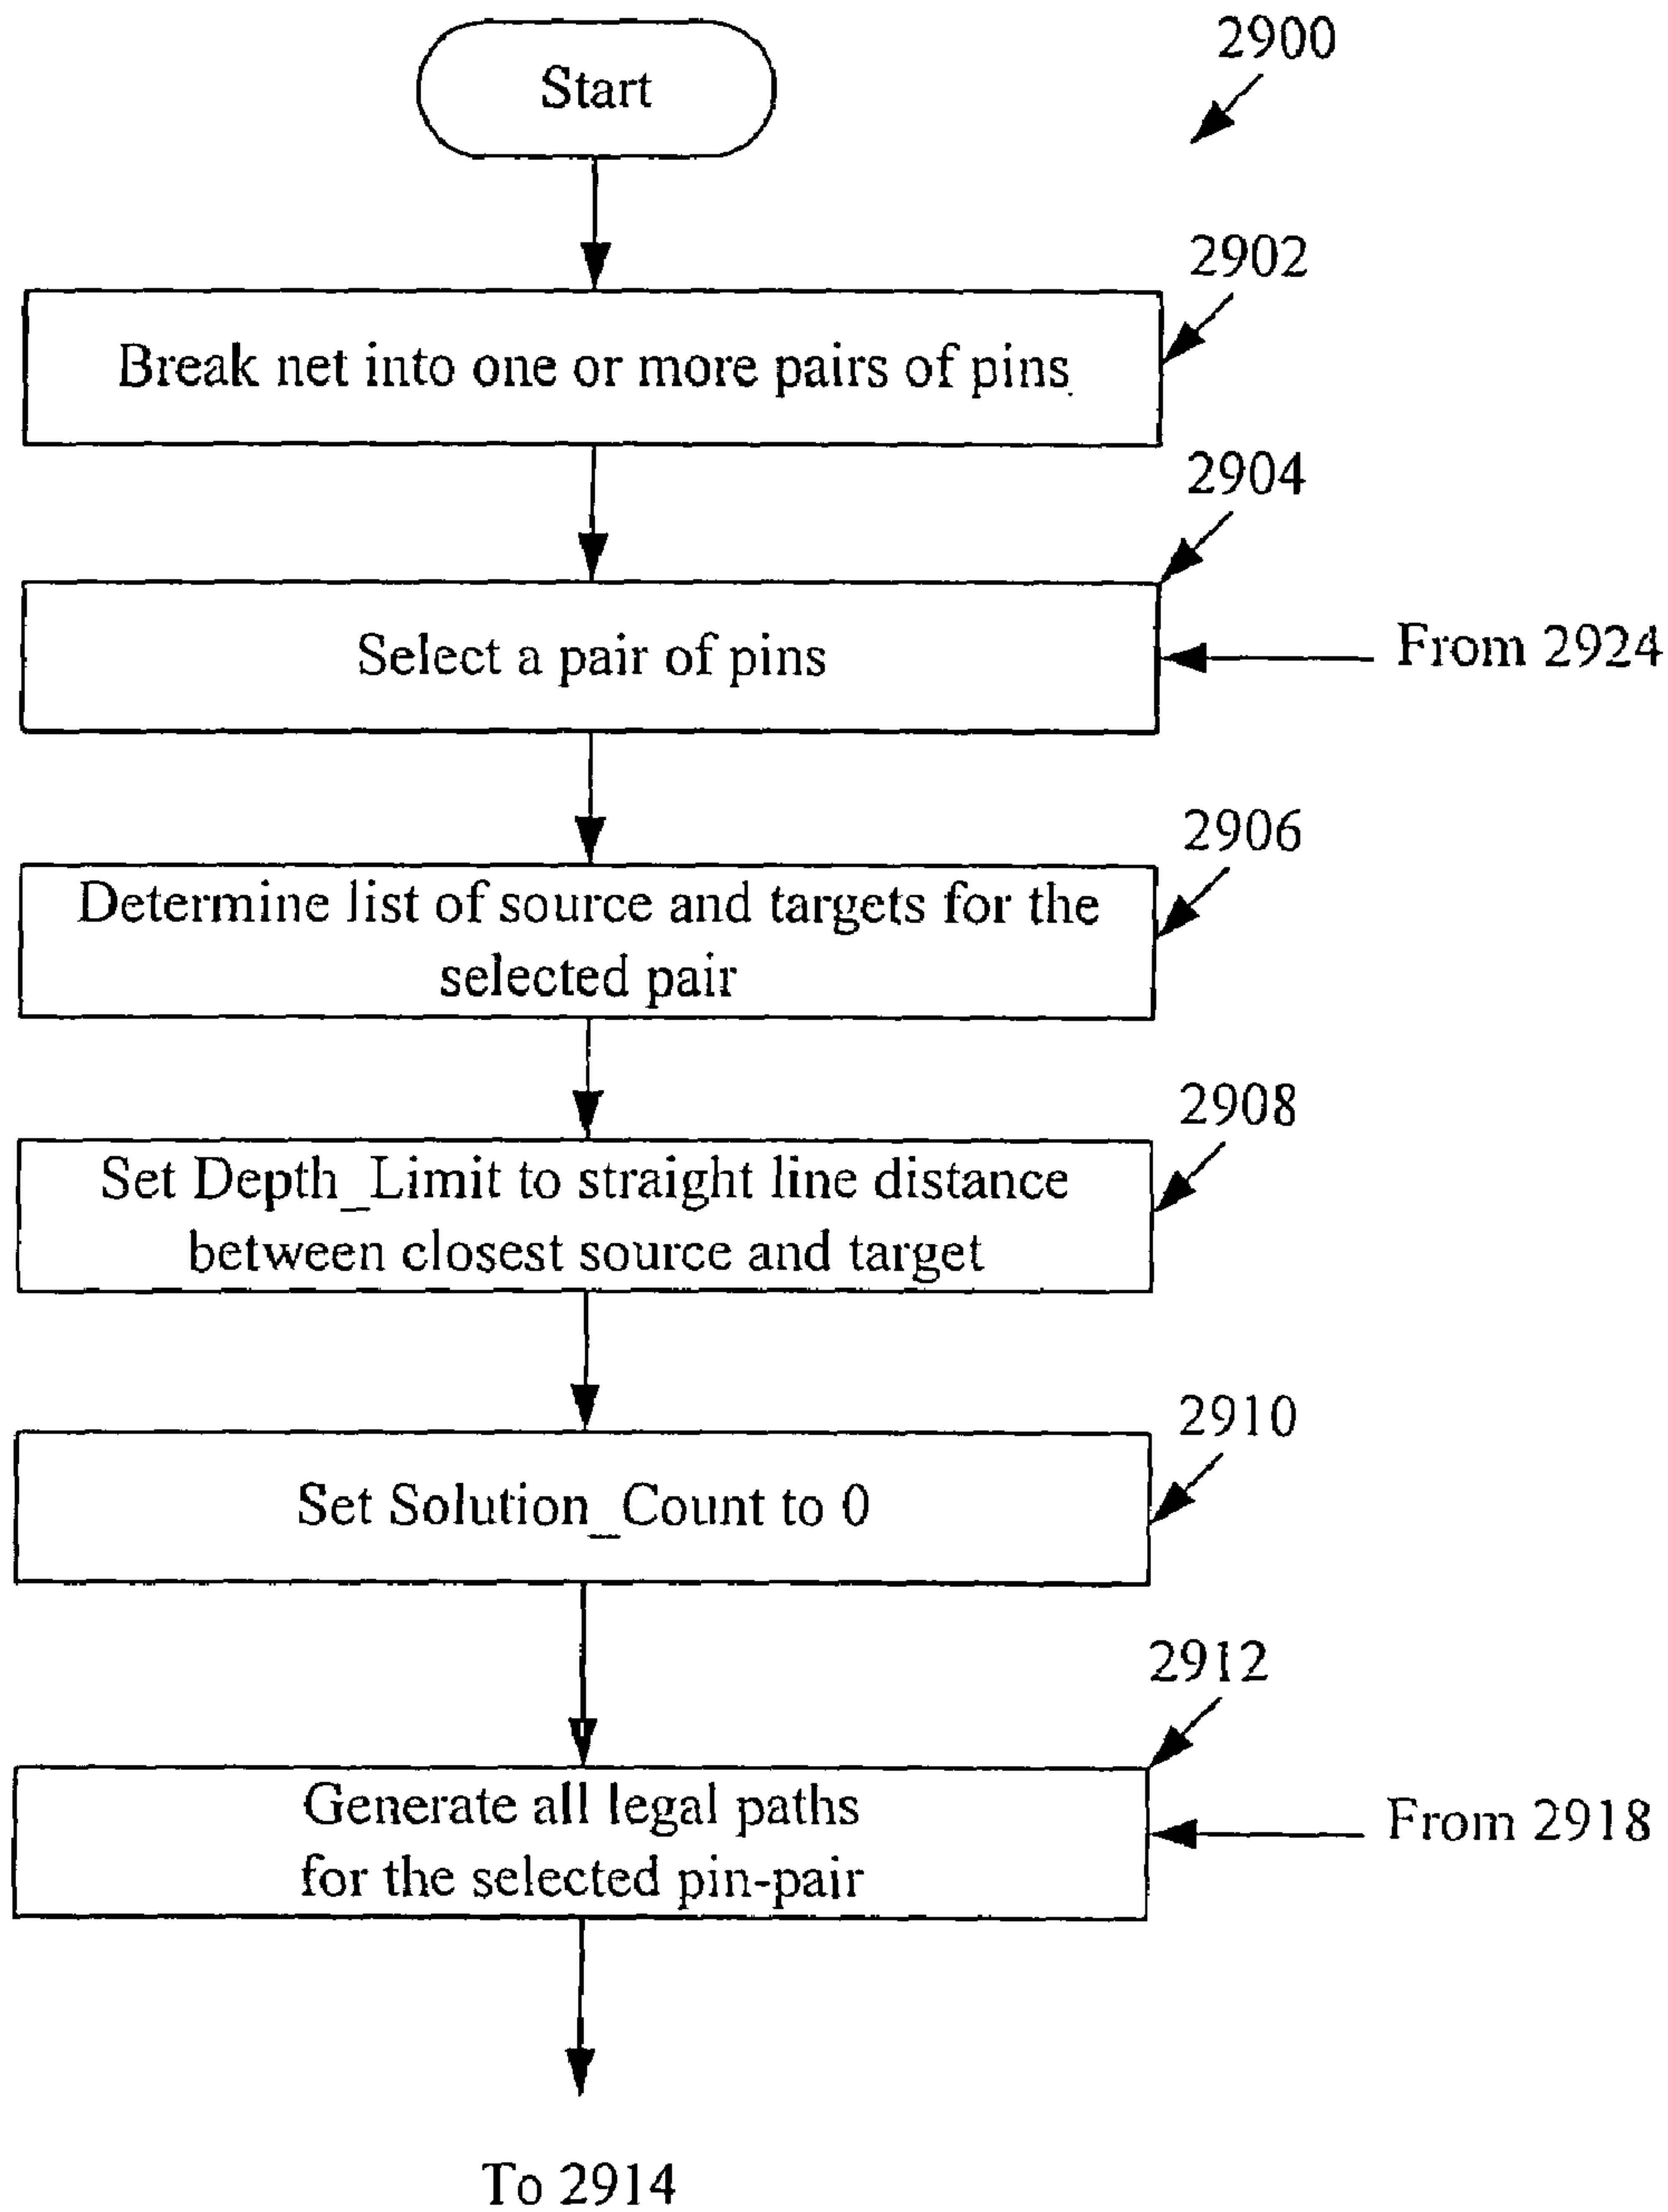 2900
Start
2902
Break net into one or more pairs of pins
2904
Select a pair of pins
From 2924
2906
Determine list of source and targets for the
selected pair
2908
Set Depth_Limit to straight line distance
between closest source and target
2910
Set Solution_Count to 0
2912
Generate all legal paths
for the selected pin-pair
From 2918
To 2914